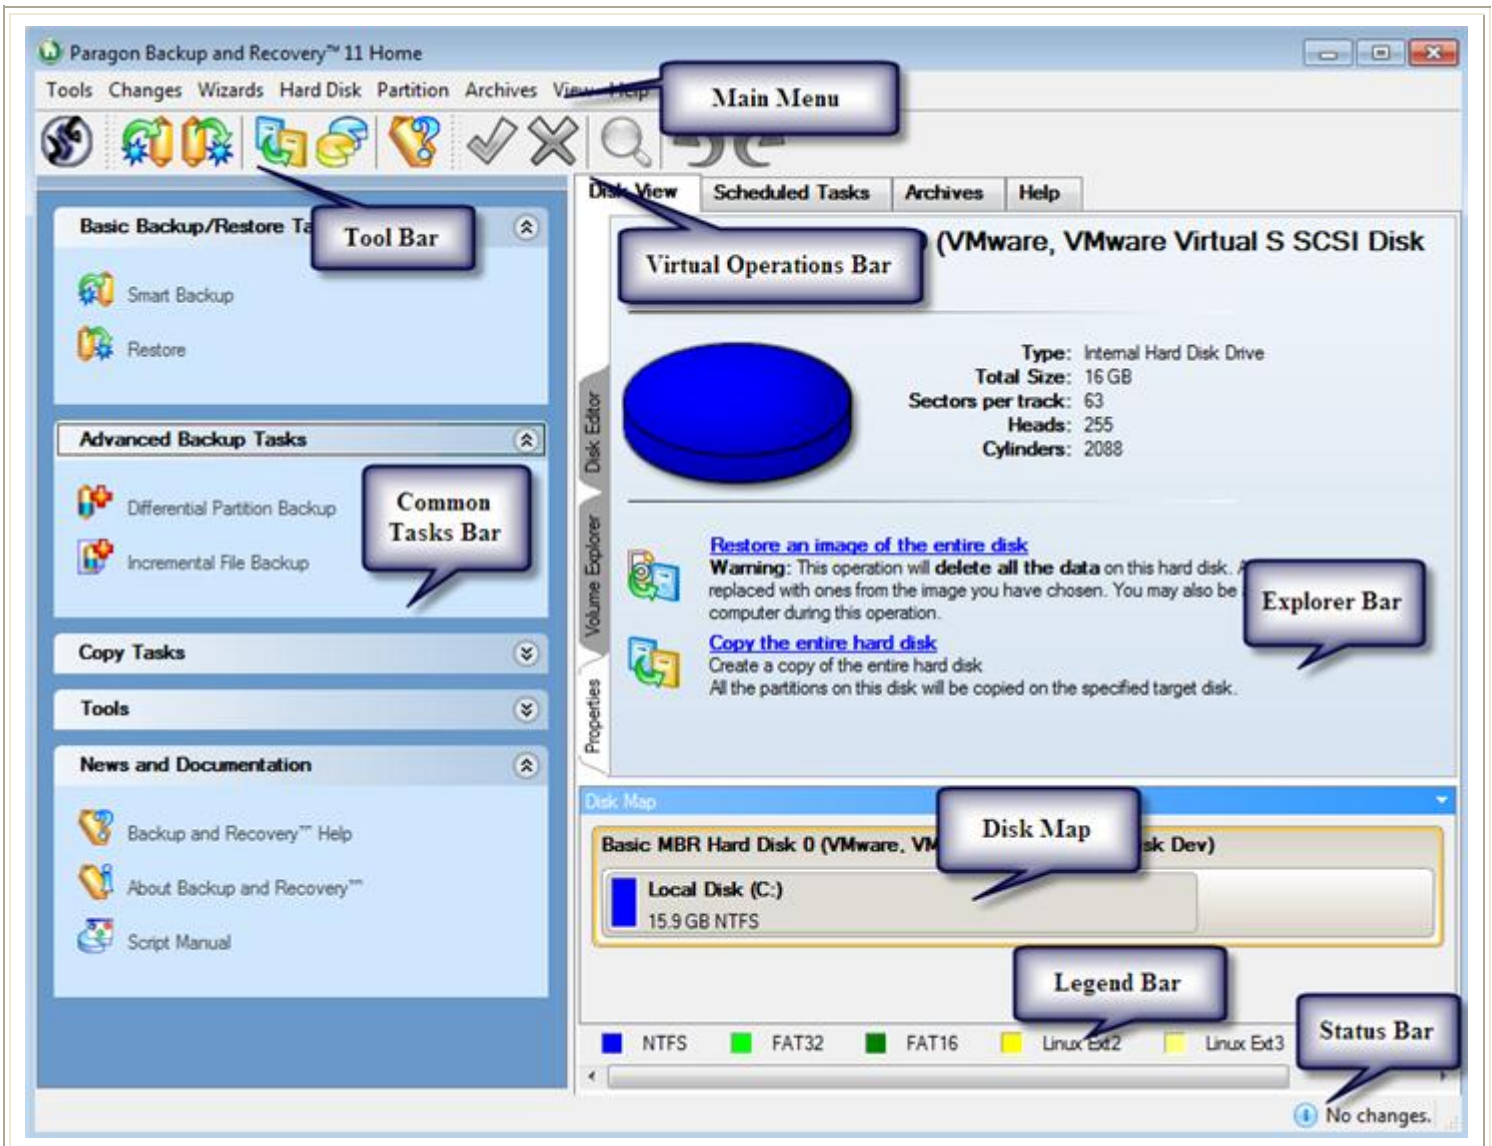 Paragon Backup and Recovery™ 11 Home
Tools Changes Wizards Hard Disk Partition Archives View Help
Main Menu
Disk View Scheduled Tasks Archives Help
Tool Bar
Virtual Operations Bar
Basic Backup/Restore
Smart Backup
Restore
Advanced Backup Tasks
Differential Partition Backup
Incremental File Backup
Common
Tasks Bar
Copy Tasks
Tools
News and Documentation
Backup and Recovery™ Help
About Backup and Recovery™
Script Manual
(VMware, VMware Virtual S SCSI Disk
Type: Internal Hard Disk Drive
Total Size: 16 GB
Sectors per track: 63
Heads: 255
Cylinders: 2088
Disk Editor
Volume Explorer
Properties
Restore an image of the entire disk
Warning: This operation will delete all the data on this hard disk.
replaced with ones from the image you have chosen. You may also be
computer during this operation.
Copy the entire hard disk
Create a copy of the entire hard disk
All the partitions on this disk will be copied on the specified target disk.
Explorer Bar
Disk Map
Disk Map
Basic MBR Hard Disk 0 (VMware, Dev)
Local Disk (C:)
15.9 GB NTFS
Legend Bar
NTFS FAT32 FAT16 Linux Ext2 Linux Ext3
Status Bar
No changes.